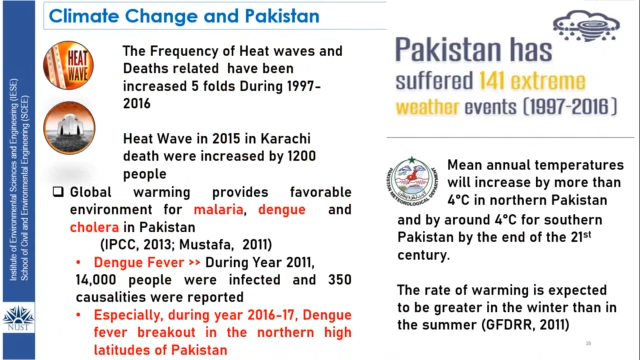 Climate Change and Pakistan
Institute of Environmental Sciences and Engineering (IESE)
School of Civil and Environmental Engineering (SCEE)
NUST
HEAT
WAVE
The Frequency of Heat waves and
Deaths related have been
increased 5 folds During 1997-
2016
Heat Wave in 2015 in Karachi
death were increased by 1200
people
❑ Global warming provides favorable
environment for malaria, dengue and
cholera in Pakistan
(IPCC, 2013; Mustafa, 2011)
• Dengue Fever >> During Year 2011,
14,000 people were infected and 350
causalities were reported
• Especially, during year 2016-17, Dengue
fever breakout in the northern high
latitudes of Pakistan
Pakistan has
suffered 141 extreme
weather events (1997-2016)
PAKISTAN METEOROLOGICAL DEPARTMENT
Mean annual temperatures
will increase by more than
4°C in northern Pakistan
and by around 4°C for southern
Pakistan by the end of the 21st
century.
The rate of warming is expected
to be greater in the winter than in
the summer (GFDRR, 2011)